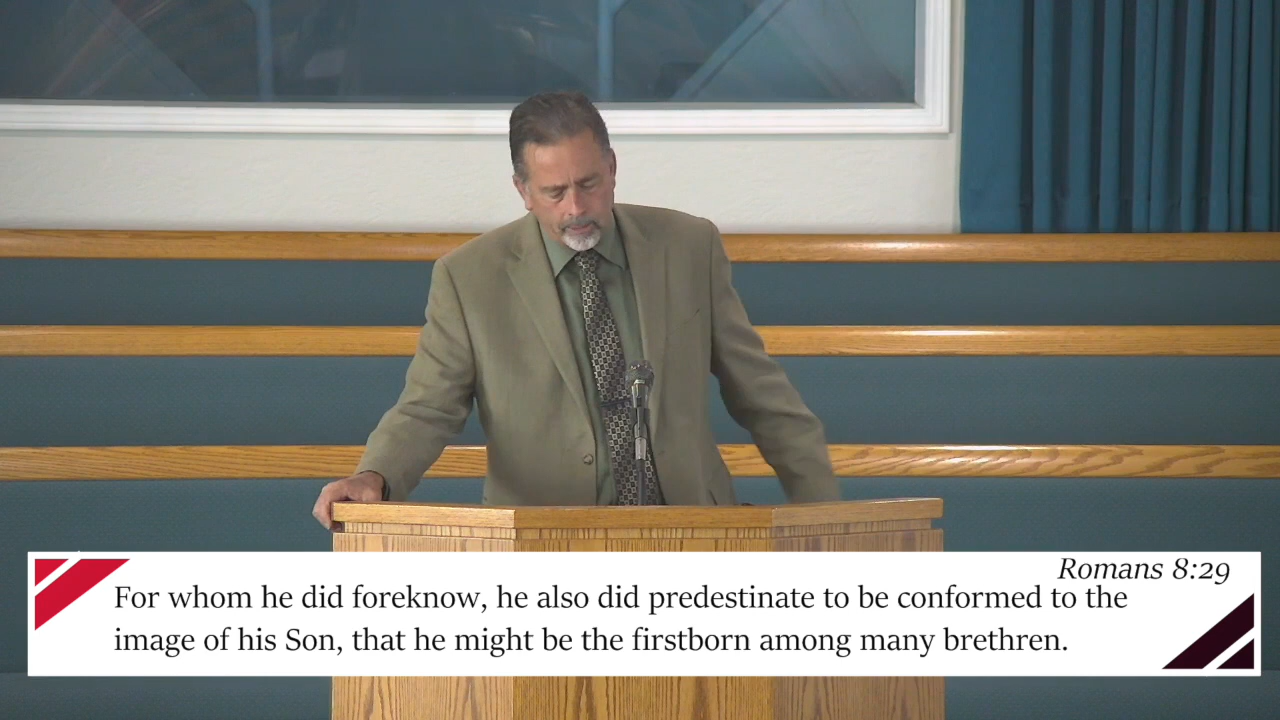 Romans 8:29
For whom he did foreknow, he also did predestinate to be conformed to the
image of his Son, that he might be the firstborn among many brethren.